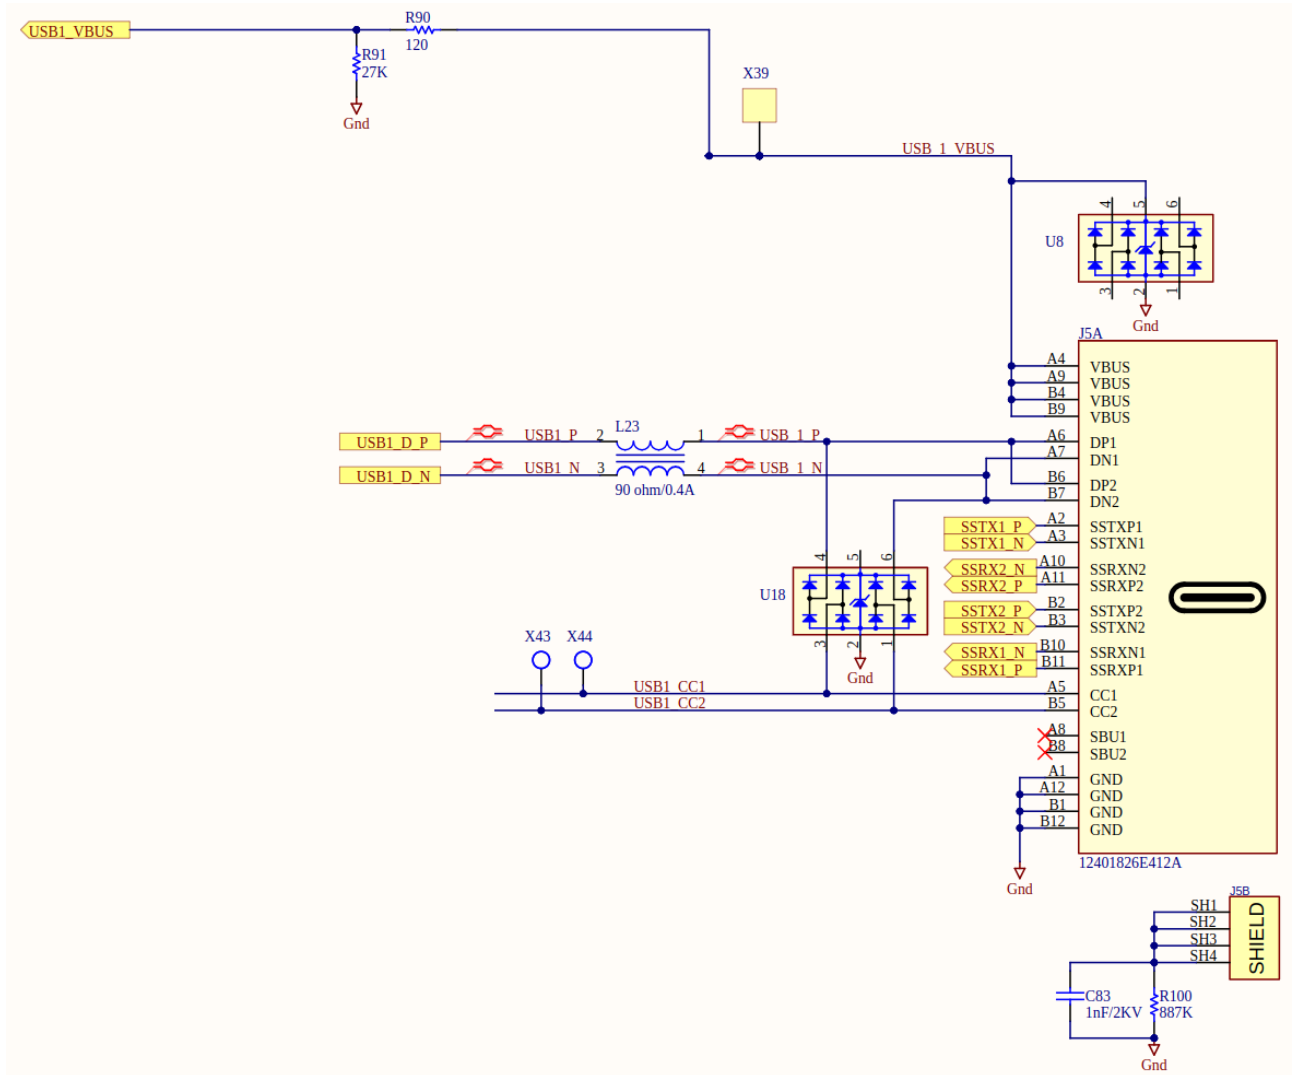 USB1_VBUS
R90
120
R91
27K
Gnd
X39
USB_1_VBUS
4 5 6
U8
3 2 1
Gnd
J5A
A4 VBUS
A9 VBUS
B4 VBUS
B9 VBUS
USB1_D_P USB1_P 2 L23 1 USB_1_P A6 DP1
A7 DN1
USB1_D_N USB1_N 3 4 USB_1_N
90 ohm/0.4A
B6 DP2
B7 DN2
SSTX1_P A2 SSTXP1
SSTX1_N A3 SSTXN1
SSRX2_N A10 SSRXN2
SSRX2_P A11 SSRXP2
SSTX2_P B2 SSTXP2
SSTX2_N B3 SSTXN2
SSRX1_N B10 SSRXN1
SSRX1_P B11 SSRXP1
4 5 6
U18
3 2 1
Gnd
X43 X44
USB1_CC1 A5 CC1
USB1_CC2 B5 CC2
A8 SBU1
B8 SBU2
A1 GND
A12 GND
B1 GND
B12 GND
Gnd
12401826E412A
J5B
SH1
SH2
SH3
SH4
SHIELD
C83
1nF/2KV
R100
887K
Gnd